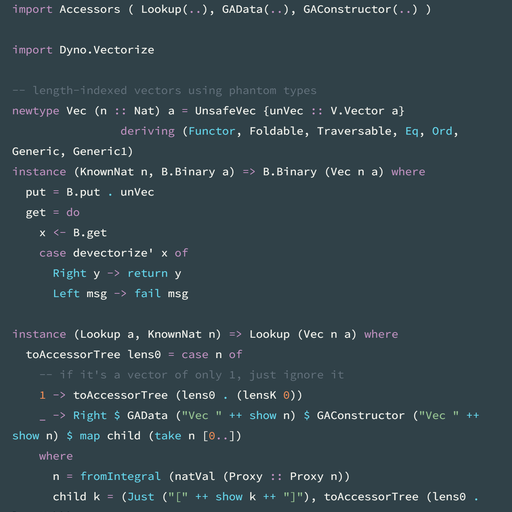 import Accessors ( Lookup(..), GAData(..), GAConstructor(..) )
import Dyno.Vectorize
-- length-indexed vectors using phantom types
newtype Vec (n :: Nat) a = UnsafeVec {unVec :: V.Vector a}
deriving (Functor, Foldable, Traversable, Eq, Ord,
Generic, Generic1)
instance (KnownNat n, B.Binary a) => B.Binary (Vec n a) where
put = B.put . unVec
get = do
x <- B.get
case devectorize' x of
Right y -> return y
Left msg -> fail msg
instance (Lookup a, KnownNat n) => Lookup (Vec n a) where
toAccessorTree lens0 = case n of
-- if it's a vector of only 1, just ignore it
1 -> toAccessorTree (lens0 . (lensK 0))
_ -> Right $ GAData ("Vec " ++ show n) $ GAConstructor ("Vec " ++
show n) $ map child (take n [0..])
where
n = fromIntegral (natVal (Proxy :: Proxy n))
child k = (Just ("[" ++ show k ++ "]"), toAccessorTree (lens0 .